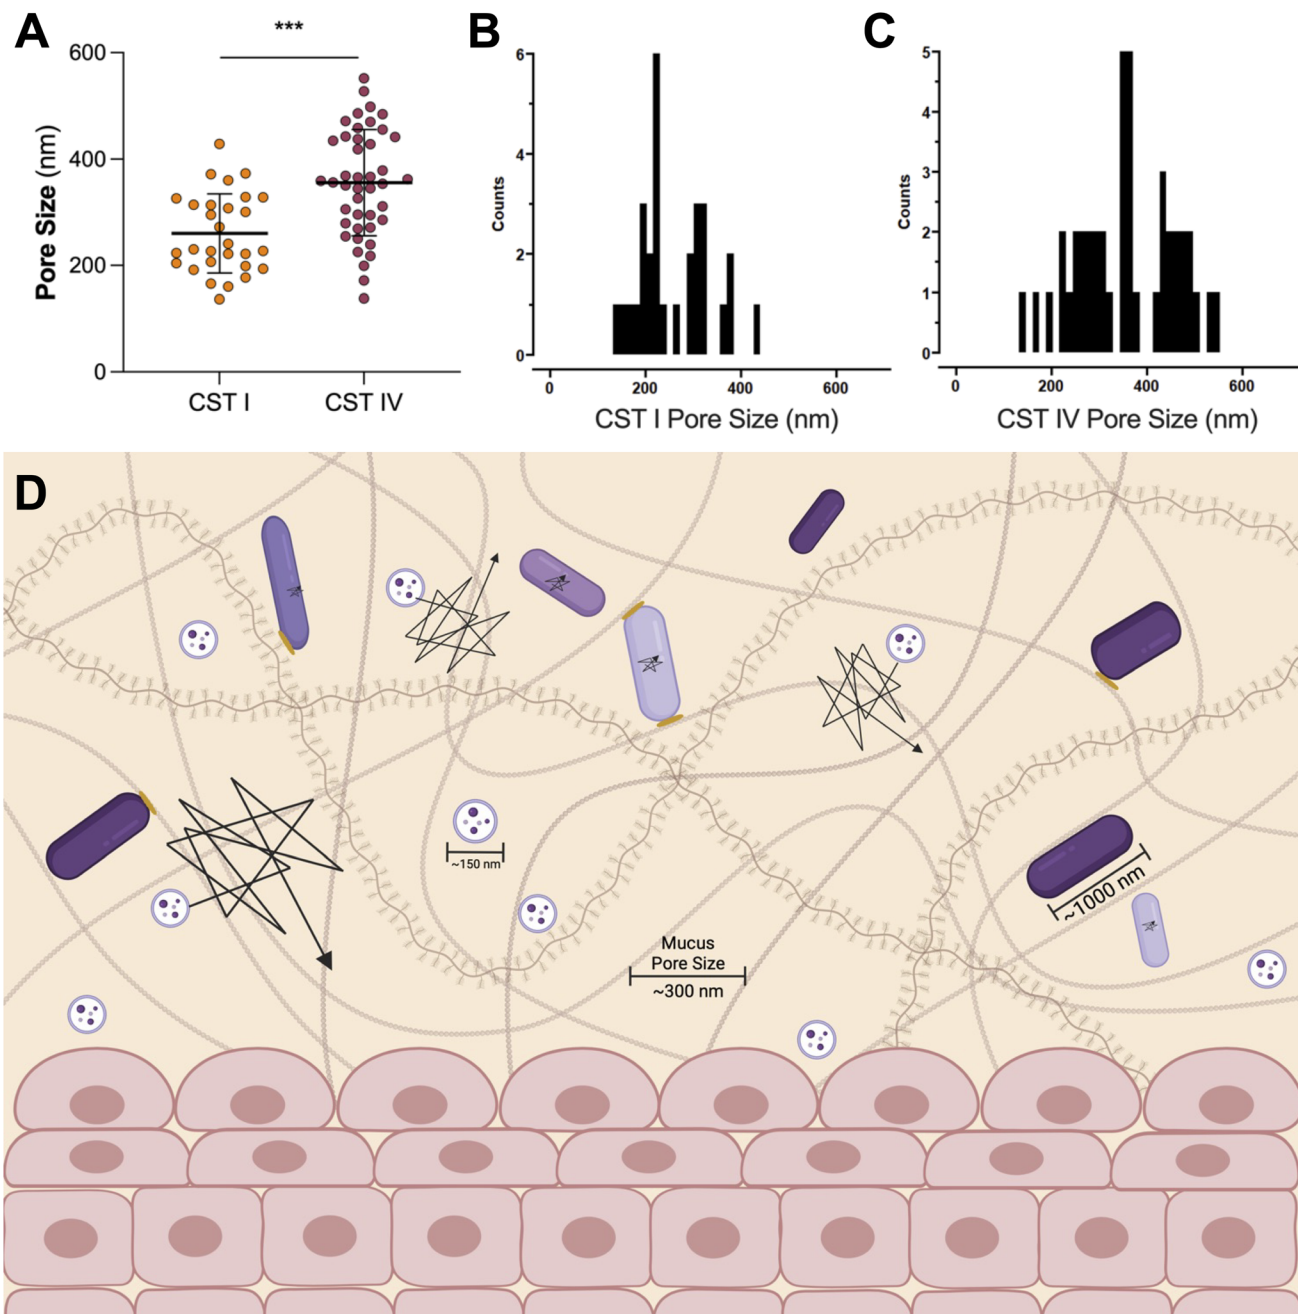 A
***
600
400
200
0
Pore Size (nm)
CST I
CST IV
B
6
4
2
0
Counts
0
200
400
600
CST I Pore Size (nm)
C
5
4
3
2
1
0
Counts
0
200
400
600
CST IV Pore Size (nm)
D
~150 nm
Mucus
Pore Size
~300 nm
~1000 nm